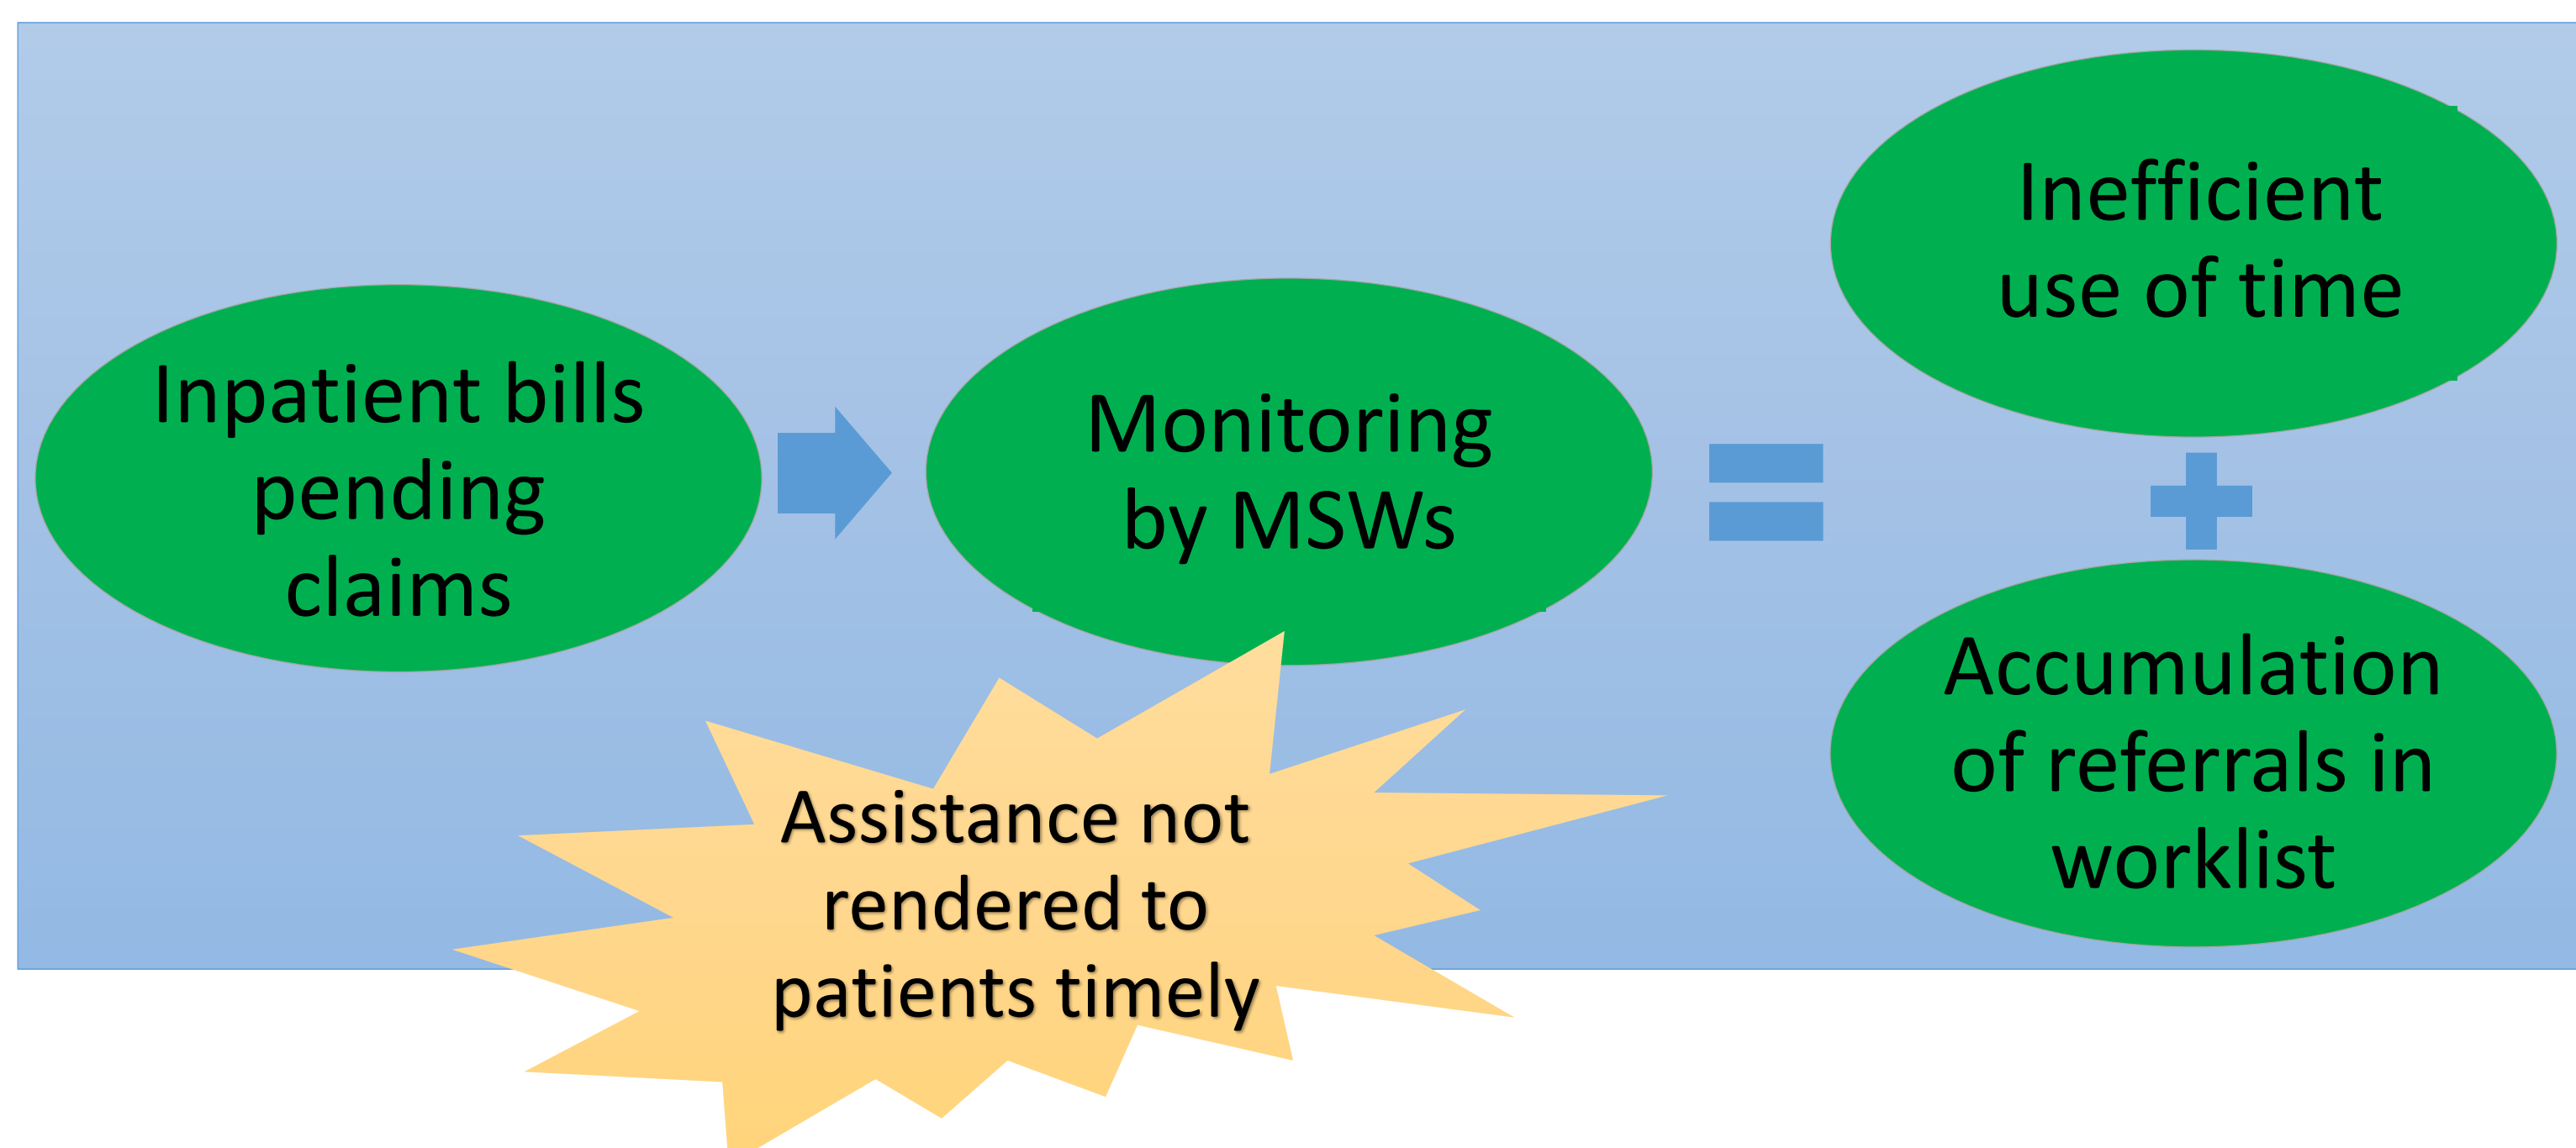 Inpatient bills
pending
claims
Monitoring
by MSWs
Inefficient
use of time
Accumulation
of referrals in
worklist
Assistance not
rendered to
patients timely